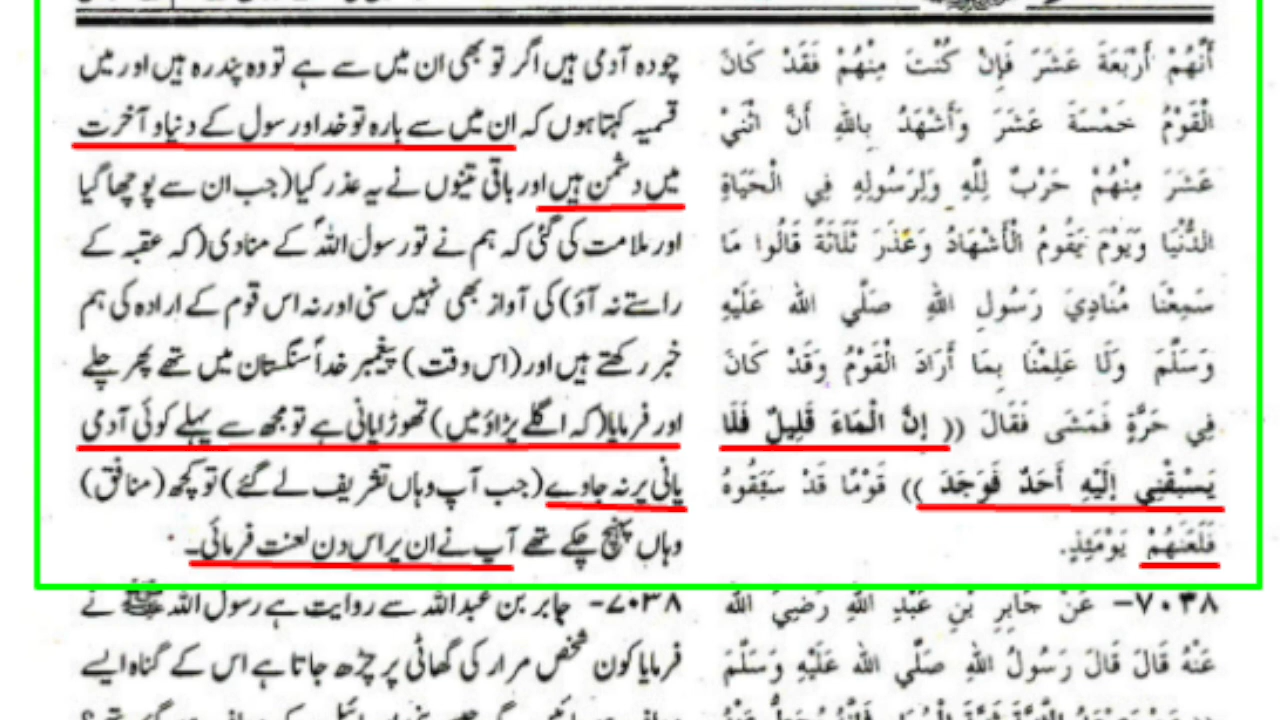 أَنَّهُمْ أَرْبَعَةَ عَشَرَ فَإِنْ كُنْتَ مِنْهُمْ فَقَدْ كَانَ
الْقَوْمُ خَمْسَةَ عَشَرَ وَأَشْهَدُ بِاللهِ أَنَّ اثْنَيْ
عَشَرَ مِنْهُمْ حَرْبٌ لِلَّهِ وَلِرَسُولِهِ فِي الْحَيَاةِ
الدُّنْيَا وَيَوْمَ يَقُومُ الْأَشْهَادُ وَعَذَرَ ثَلَاثَةً قَالُوا مَا
سَمِعْنَا مُنَادِيَ رَسُولِ اللهِ صَلَّي الله عَلَيْهِ
وَسَلَّمَ وَلَا عَلِمْنَا بِمَا أَرَادَ الْقَوْمُ وَقَدْ كَانَ
فِي حَرَّةٍ فَمَشَى فَقَالَ (( إِنَّ الْمَاءَ قَلِيلٌ فَلَا
يَسْبِقْنِي إِلَيْهِ أَحَدٌ فَوَجَدَ )) قَوْمًا قَدْ سَبَقُوهُ
فَلَعَنَهُمْ يَوْمَئِذٍ.
٧٠٣٨- عَنْ جَابِرِ بْنِ عَبْدِ اللهِ رَضِيَ الله
عَنْهُ قَالَ قَالَ رَسُولُ اللهِ صَلَّي الله عَلَيْهِ وَسَلَّمَ
چودہ آدمی ہیں اگر تو بھی ان میں سے ہے تو وہ پندرہ ہیں اور میں
قسمیہ کہتا ہوں کہ ان میں سے بارہ تو خدا اور رسول کے دنیا و آخرت
میں دشمن ہیں اور باقی تینوں نے یہ عذر کیا (جب ان سے پوچھا گیا
اور ملامت کی گئی کہ ہم نے تو رسول اللہؐ کے منادی (کہ عقبہ کے
راستے نہ آؤ) کی آواز بھی نہیں سنی اور نہ اس قوم کے ارادہ کی ہم
خبر رکھتے ہیں اور (اس وقت) پیغمبر خداؐ سنگستان میں تھے پھر چلے
اور فرمایا (کہ اگلے پڑاؤ میں) تھوڑا پانی ہے تو مجھ سے پہلے کوئی آدمی
پانی پر نہ جاوے (جب آپ وہاں تشریف لے گئے) تو کچھ (منافق)
وہاں پہنچ چکے تھے آپ نے ان پر اس دن لعنت فرمائی۔
٧٠٣٨- جابر بن عبداللہ سے روایت ہے رسول اللہ ﷺ نے
فرمایا کون شخص مرار کی گھاٹی پر چڑھ جاتا ہے اس کے گناہ ایسے